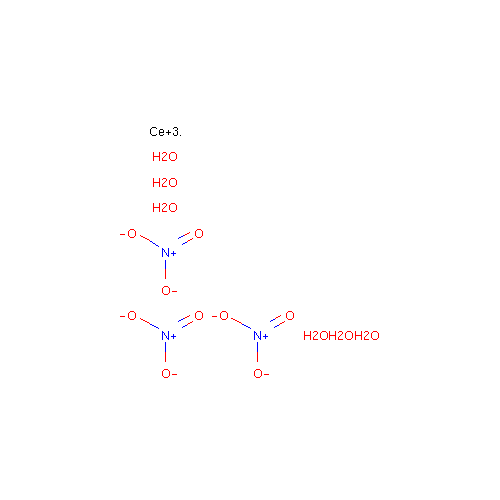 Ce+3.
H2O
H2O
H2O
-O O
N+
O-
-O O -O O
N+ N+ H2OH2OH2O
O- O-